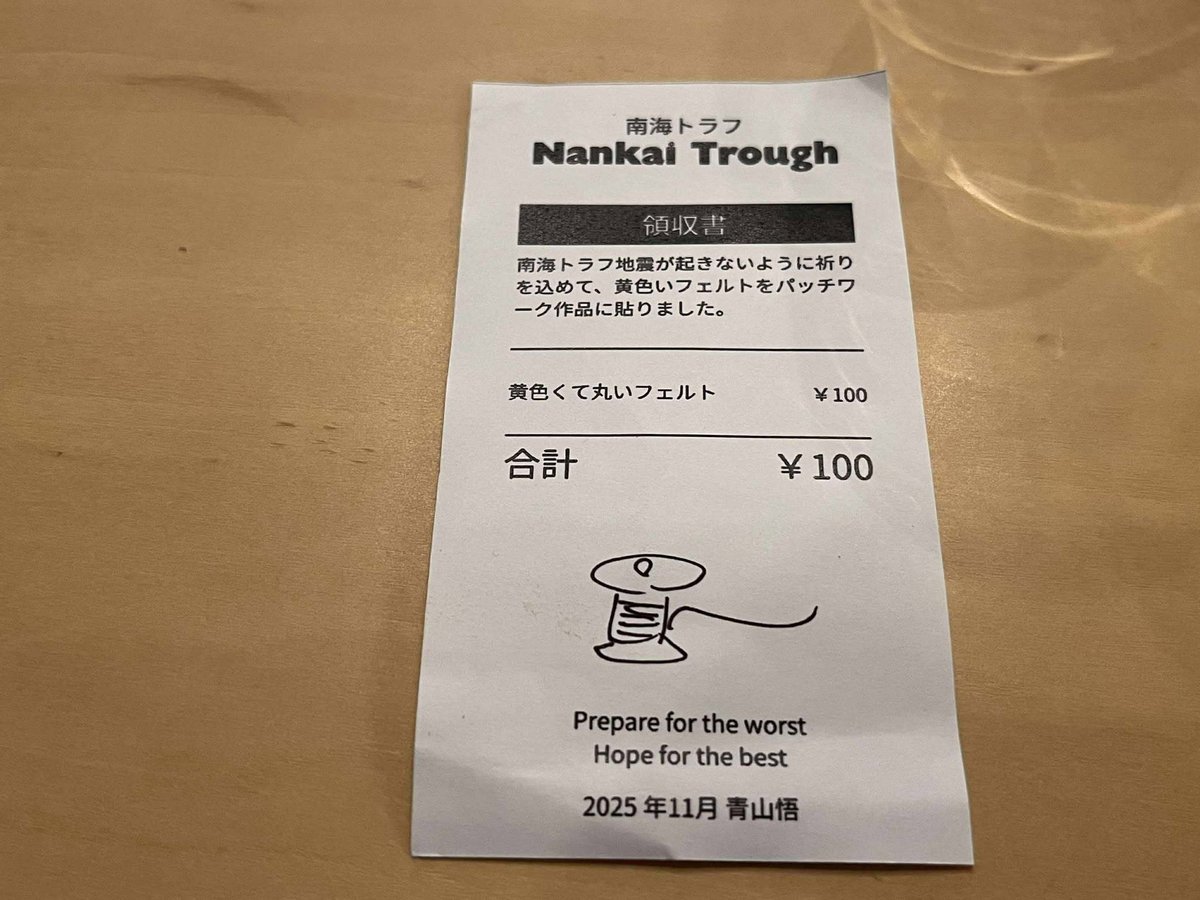 南海トラフ
Nankai Trough
領収書
南海トラフ地震が起きないように祈り
を込めて、黄色いフェルトをパッチワ
ーク作品に貼りました。
黄色くて丸いフェルト ￥100
合計 ￥100
Prepare for the worst
Hope for the best
2025 年11月 青山悟